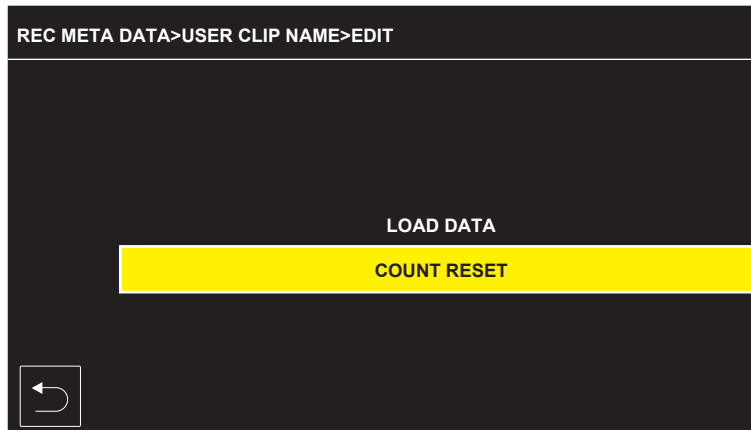 REC META DATA>USER CLIP NAME>EDIT
LOAD DATA
COUNT RESET